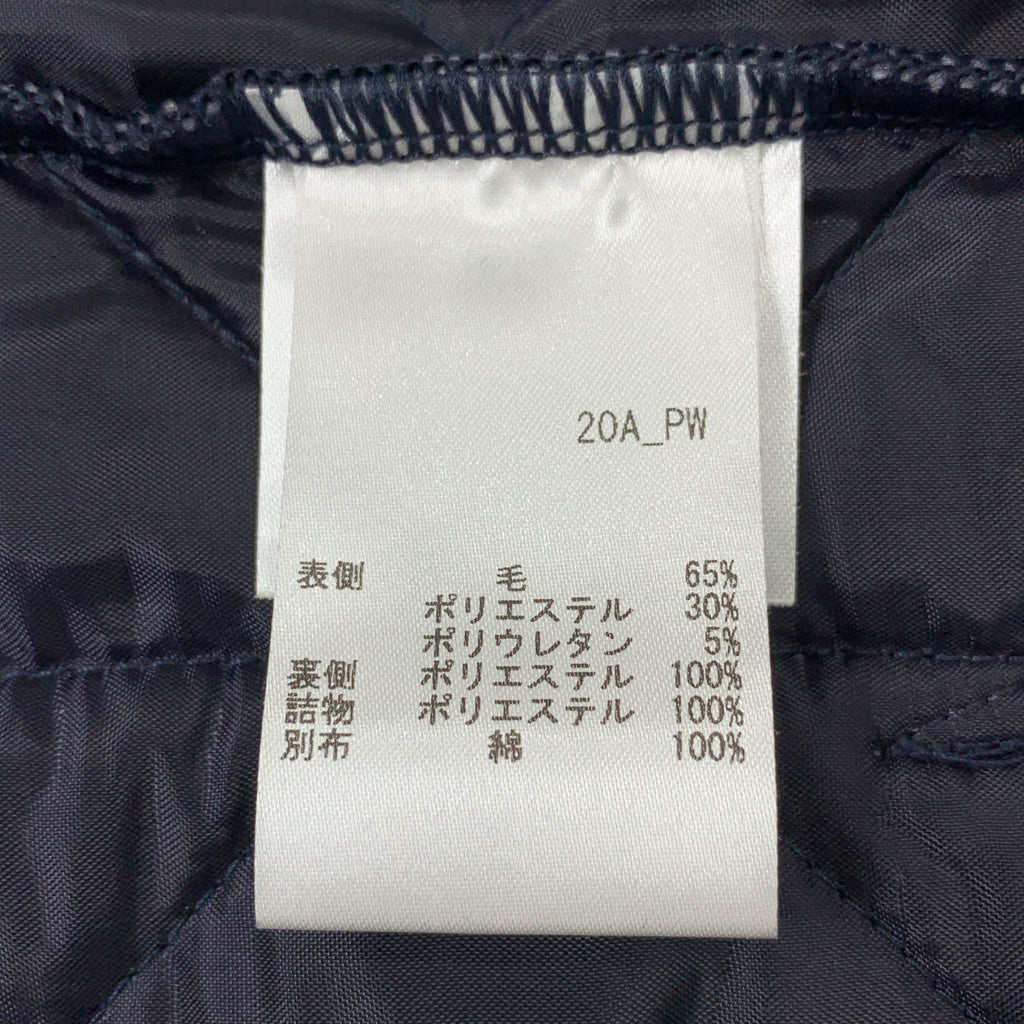 20A_PW
表側 毛 65%
ポリエステル 30%
ポリウレタン 5%
裏側 ポリエステル 100%
詰物 ポリエステル 100%
別布 綿 100%